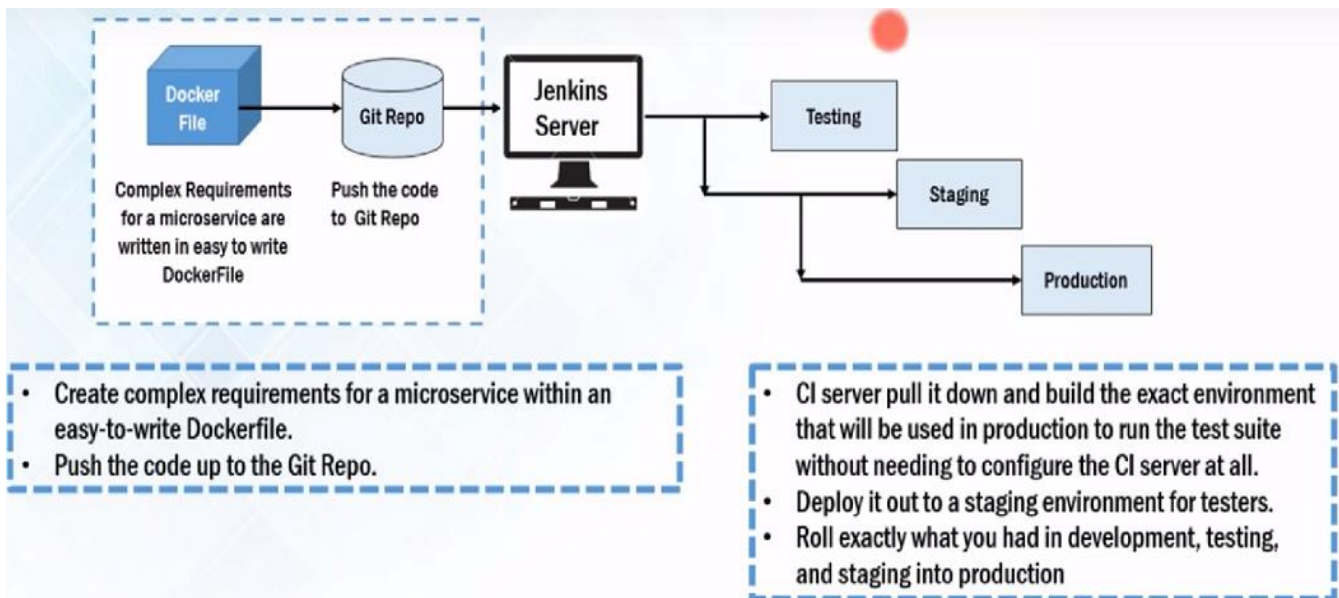 Docker
File
Git Repo
Jenkins
Server
Testing
Staging
Production
Complex Requirements
for a microservice are
written in easy to write
DockerFile
Push the code
to Git Repo
• Create complex requirements for a microservice within an
easy-to-write Dockerfile.
• Push the code up to the Git Repo.
• CI server pull it down and build the exact environment
that will be used in production to run the test suite
without needing to configure the CI server at all.
• Deploy it out to a staging environment for testers.
• Roll exactly what you had in development, testing,
and staging into production